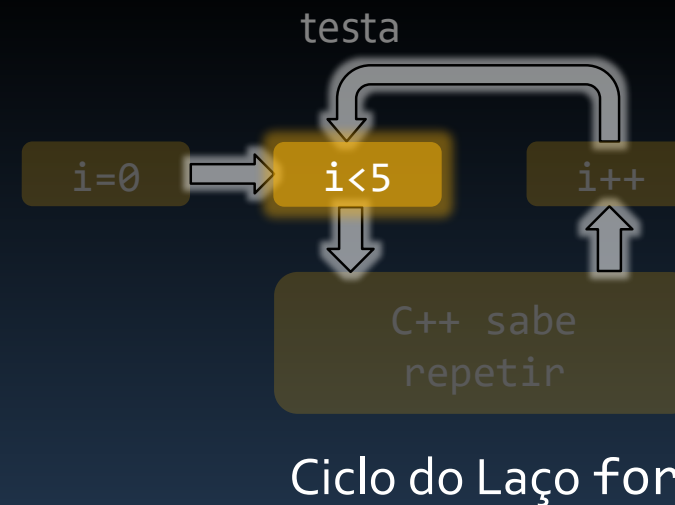 testa
i=0
i<5
i++
C++ sabe
repetir
Ciclo do Laço for